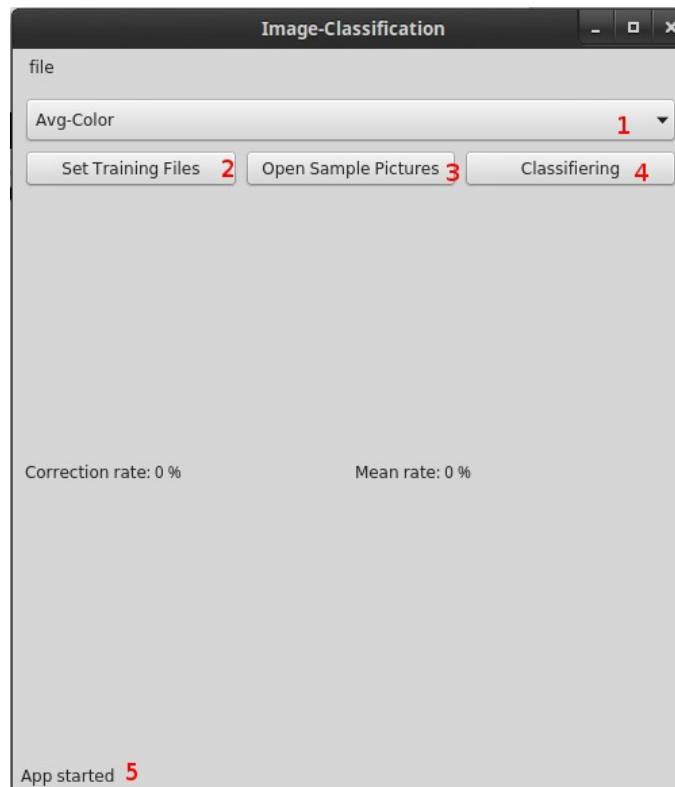 Image-Classification
file
Avg-Color 1
Set Training Files 2 Open Sample Pictures 3 Classifiering 4
Correction rate: 0 % Mean rate: 0 %
App started 5